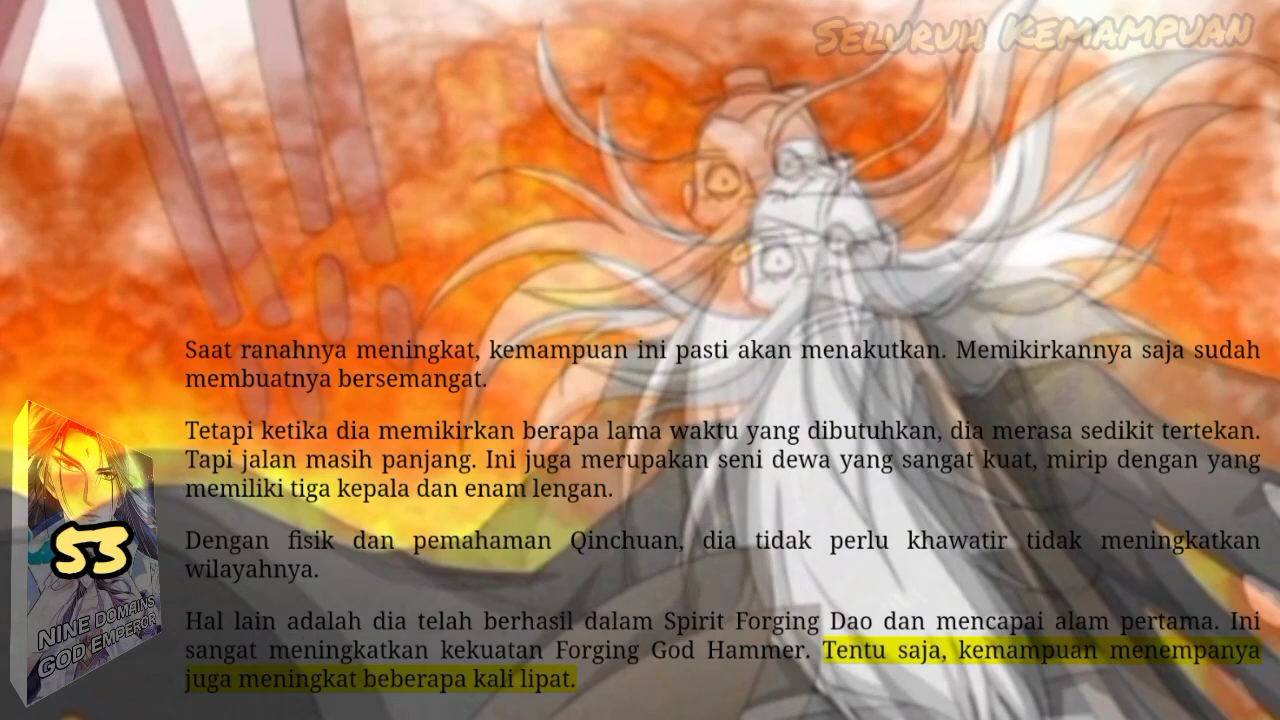 Seluruh Kemampuan
Saat ranahnya meningkat, kemampuan ini pasti akan menakutkan. Memikirkannya saja sudah
membuatnya bersemangat.
Tetapi ketika dia memikirkan berapa lama waktu yang dibutuhkan, dia merasa sedikit tertekan.
Tapi jalan masih panjang. Ini juga merupakan seni dewa yang sangat kuat, mirip dengan yang
memiliki tiga kepala dan enam lengan.
Dengan fisik dan pemahaman Qinchuan, dia tidak perlu khawatir tidak meningkatkan
wilayahnya.
Hal lain adalah dia telah berhasil dalam Spirit Forging Dao dan mencapai alam pertama. Ini
sangat meningkatkan kekuatan Forging God Hammer. Tentu saja, kemampuan menempanya
juga meningkat beberapa kali lipat.
53
NINE DOMAINS
GOD EMPEROR